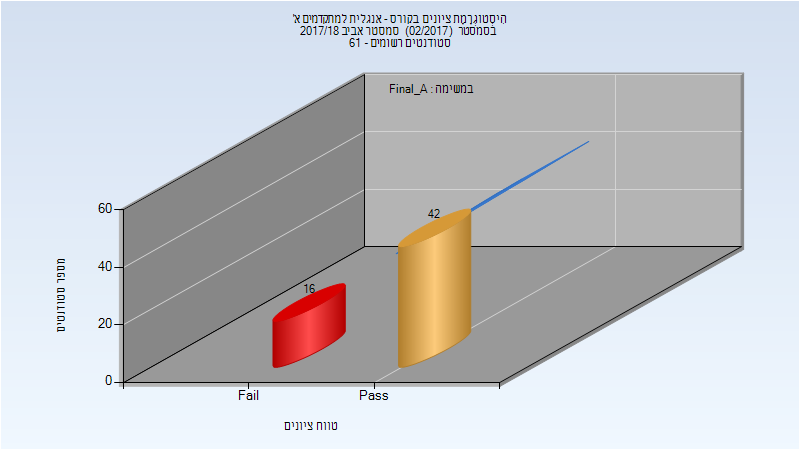 היסטוגרמת ציונים בקורס - אנגלית למתקדמים א'
בסמסטר (02/2017) סמסטר אביב 2017/18
סטודנטים רשומים - 61
במשימה : Final_A
60
40
20
0
42
16
Fail
Pass
מספר סטודנטים
טווח ציונים